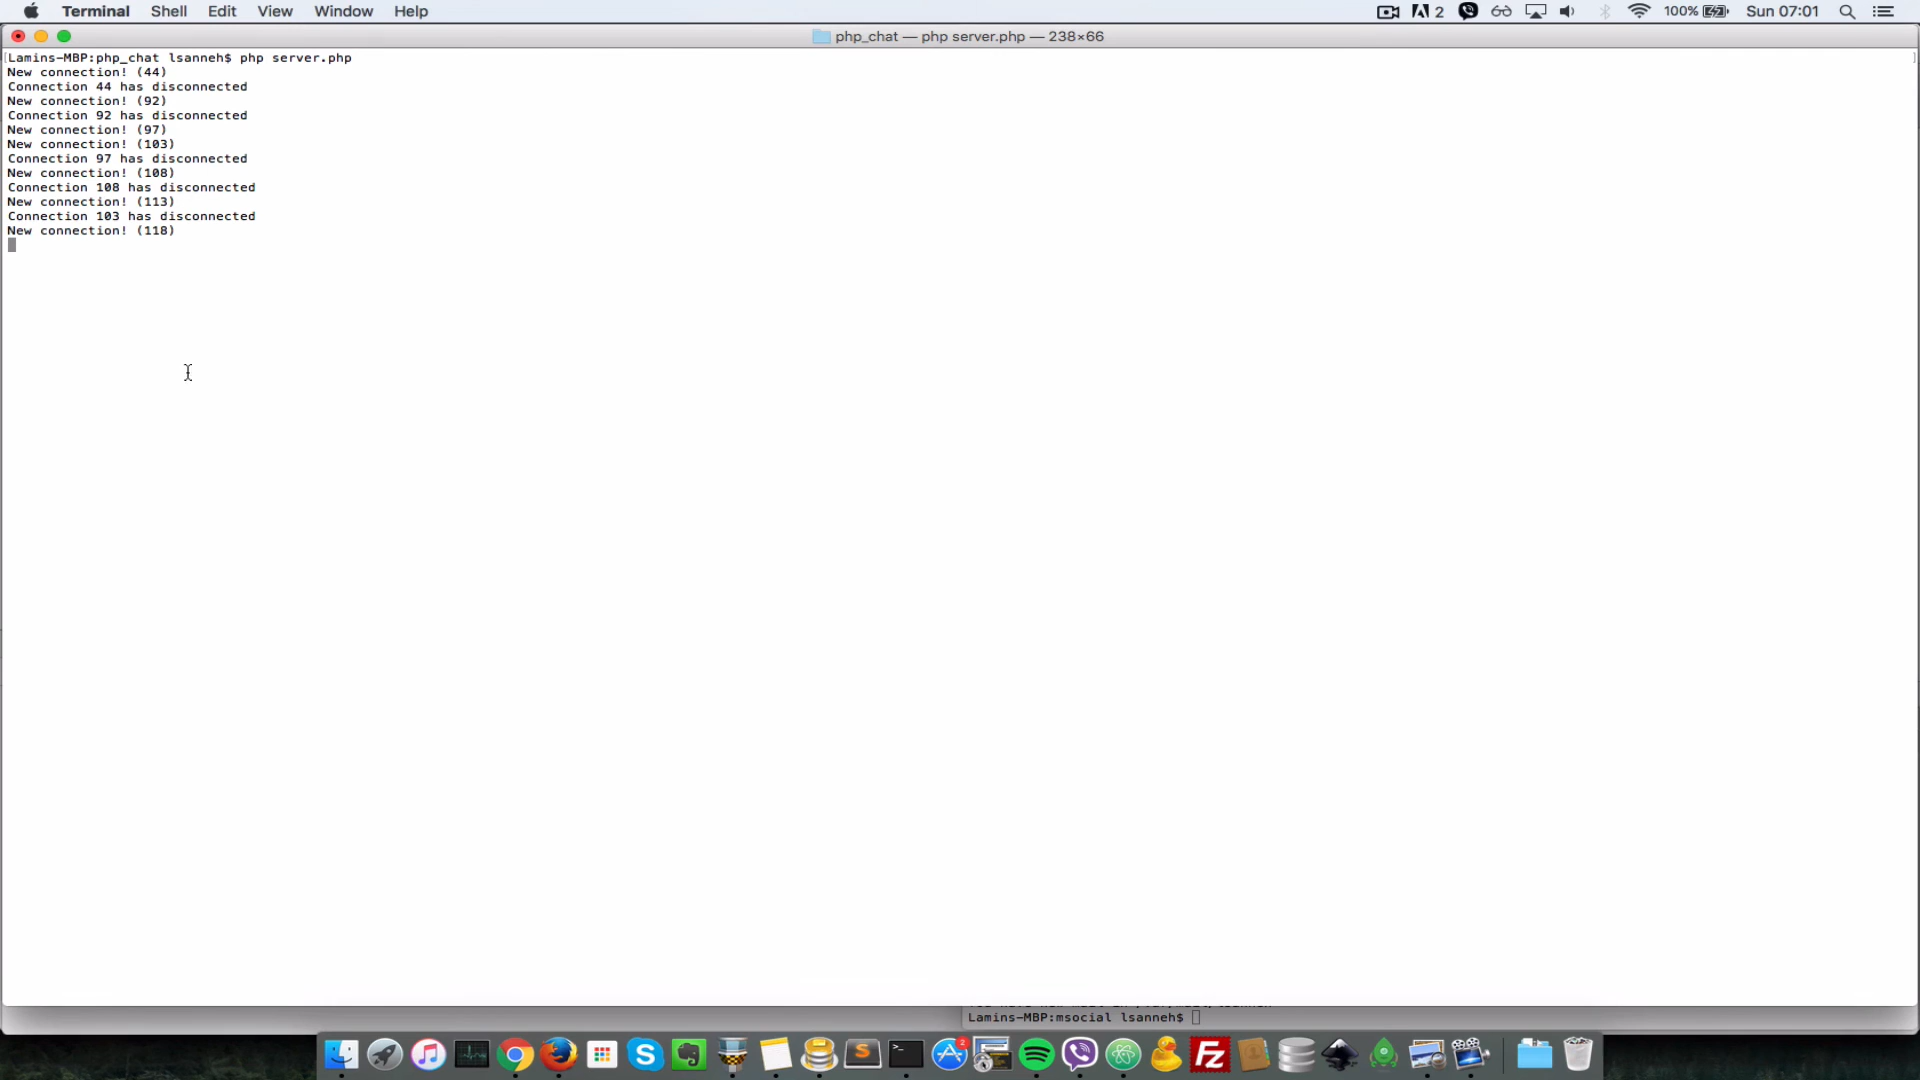 Terminal Shell Edit View Window Help 2 100% Sun 07:01
php_chat — php server.php — 238×66
Lamins-MBP:php_chat lsanneh$ php server.php
New connection! (44)
Connection 44 has disconnected
New connection! (92)
Connection 92 has disconnected
New connection! (97)
New connection! (103)
Connection 97 has disconnected
New connection! (108)
Connection 108 has disconnected
New connection! (113)
Connection 103 has disconnected
New connection! (118)
Lamins-MBP:msocial lsanneh$